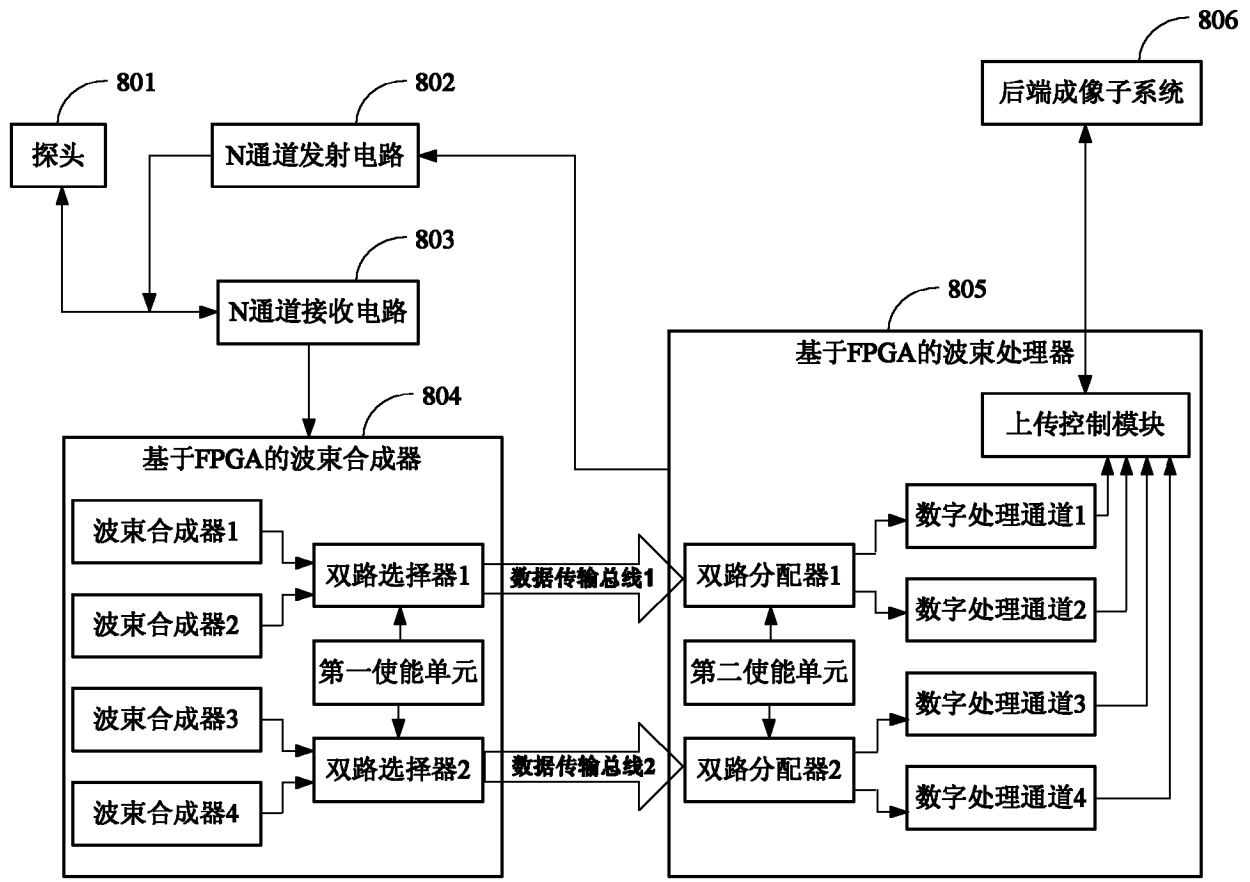 806
801
802
后端成像子系统
探头
N通道发射电路
803
N通道接收电路
805
基于FPGA的波束处理器
804
上传控制模块
基于FPGA的波束合成器
波束合成器1
数字处理通道1
双路选择器1
数据传输总线1
双路分配器1
波束合成器2
数字处理通道2
第一使能单元
第二使能单元
波束合成器3
数字处理通道3
双路选择器2
数据传输总线2
双路分配器2
波束合成器4
数字处理通道4